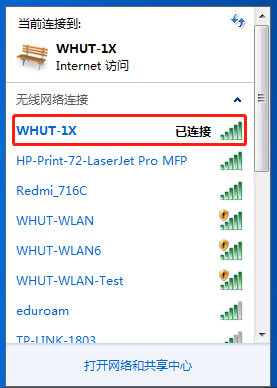 当前连接到:
WHUT-1X
Internet 访问
无线网络连接
WHUT-1X 已连接
HP-Print-72-LaserJet Pro MFP
Redmi_716C
WHUT-WLAN
WHUT-WLAN6
WHUT-WLAN-Test
eduroam
TP-LINK-1803
打开网络和共享中心